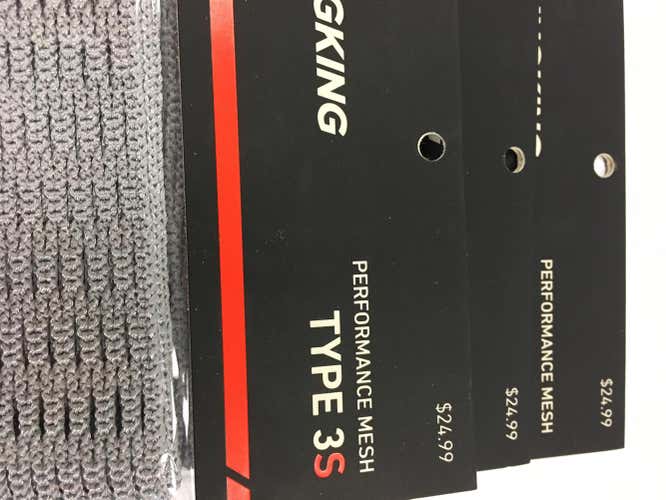 GKING
PERFORMANCE MESH
TYPE 3S
$24.99
$24.99
PERFORMANCE MESH
$24.99